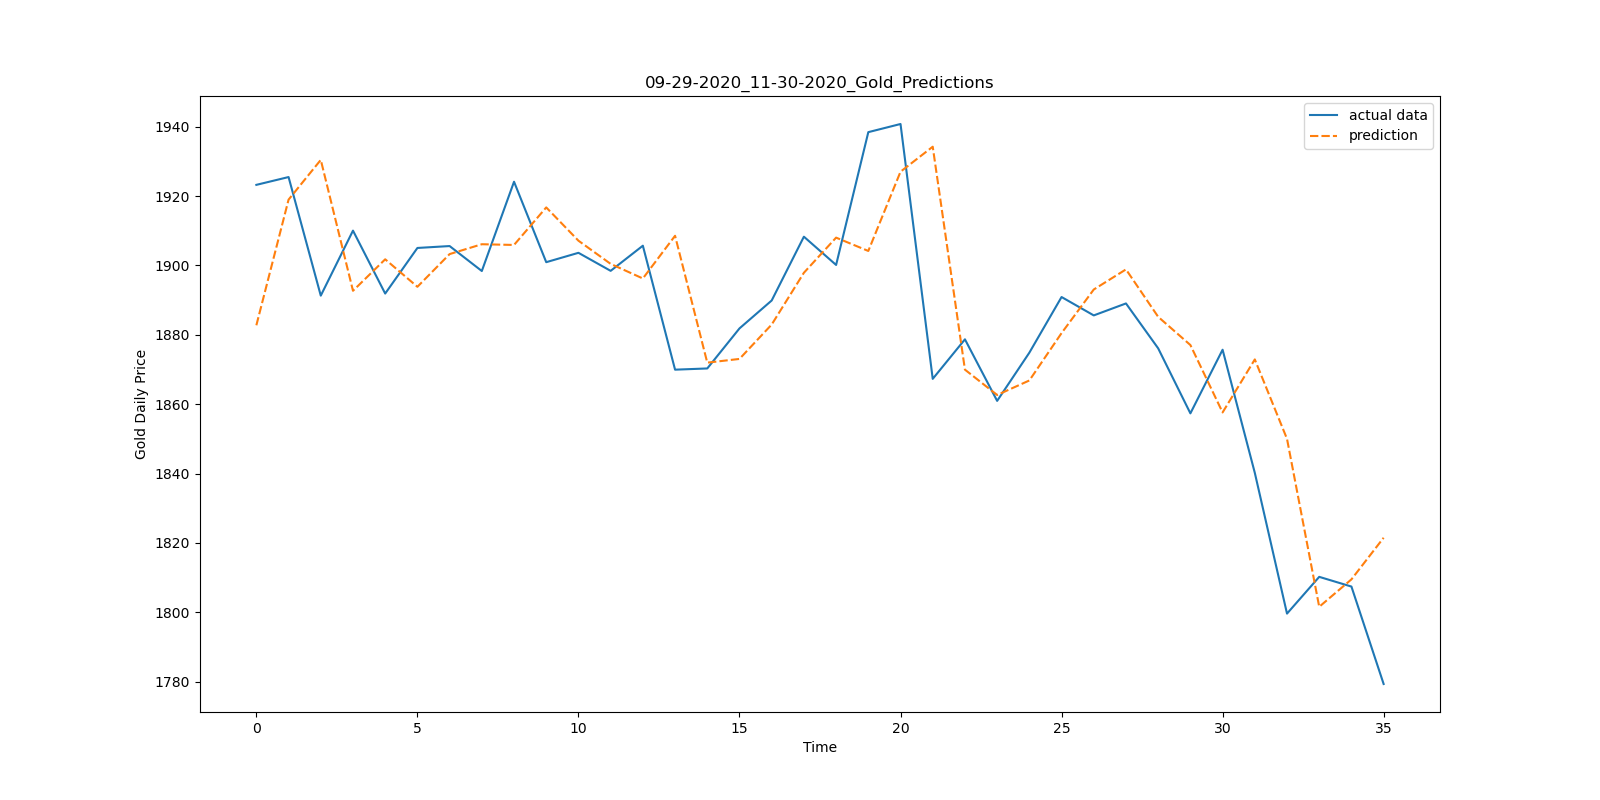 09-29-2020_11-30-2020_Gold_Predictions
actual data
prediction
1940
1920
1900
1880
1860
1840
1820
1800
1780
Gold Daily Price
0 5 10 15 20 25 30 35
Time